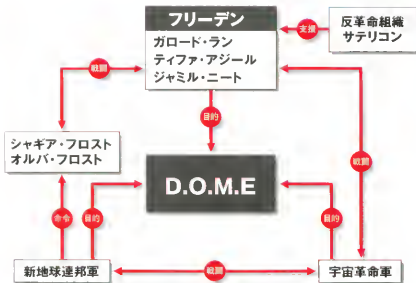 フリーデン
ガロード・ラン
ティファ・アジール
ジャミル・ニート
反革命組織
サテリコン
支援
戦闘
目的
戦闘
シャギア・フロスト
オルバ・フロスト
D.O.M.E
命令
目的
目的
新地球連邦軍
戦闘
宇宙革命軍